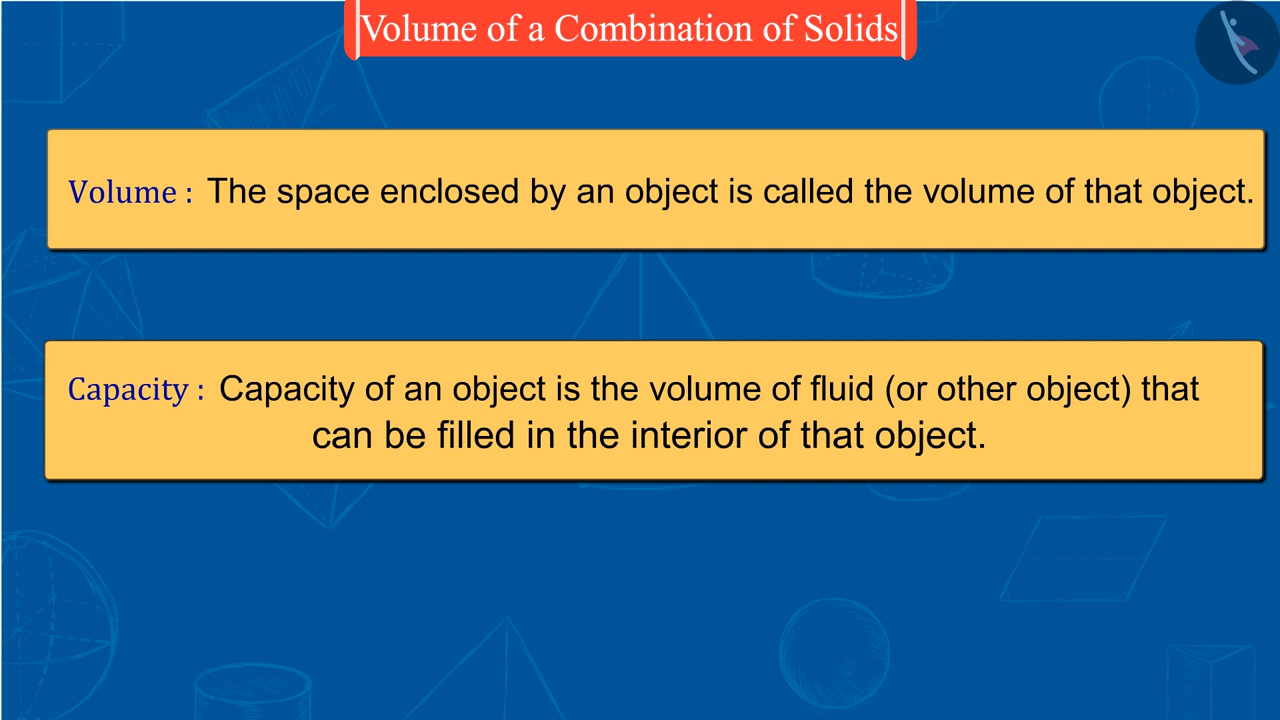 Volume of a Combination of Solids
Volume : The space enclosed by an object is called the volume of that object.
Capacity : Capacity of an object is the volume of fluid (or other object) that
can be filled in the interior of that object.